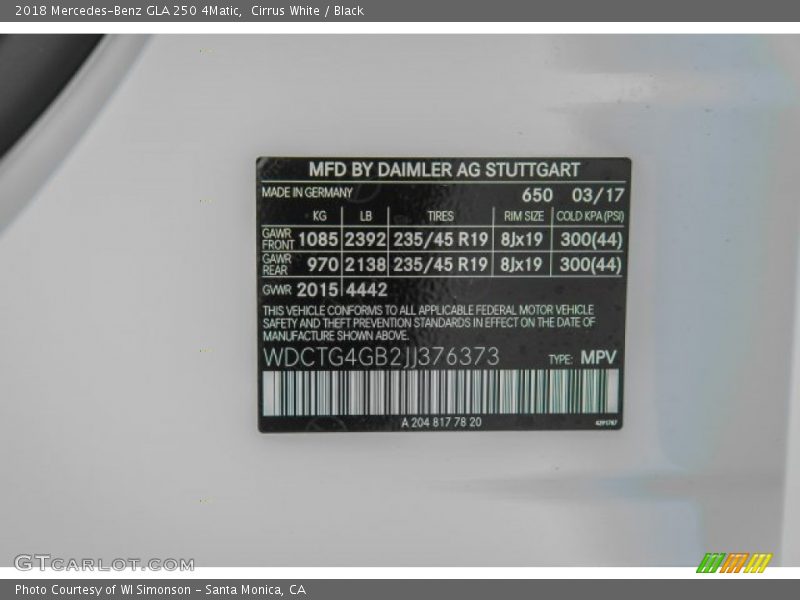 2018 Mercedes-Benz GLA 250 4Matic,  Cirrus White / Black
MFD BY DAIMLER AG STUTTGART
MADE IN GERMANY 650 03/17
KG LB TIRES RIM SIZE COLD KPA (PSI)
GAWR FRONT 1085 2392 235/45 R19 8Jx19 300(44)
GAWR REAR 970 2138 235/45 R19 8Jx19 300(44)
GVWR 2015 4442
THIS VEHICLE CONFORMS TO ALL APPLICABLE FEDERAL MOTOR VEHICLE
SAFETY AND THEFT PREVENTION STANDARDS IN EFFECT ON THE DATE OF
MANUFACTURE SHOWN ABOVE.
WDCTG4GB2JJ376373 TYPE: MPV
A 204 817 78 20
GTCARLOT.COM
Photo Courtesy of WI Simonson - Santa Monica, CA